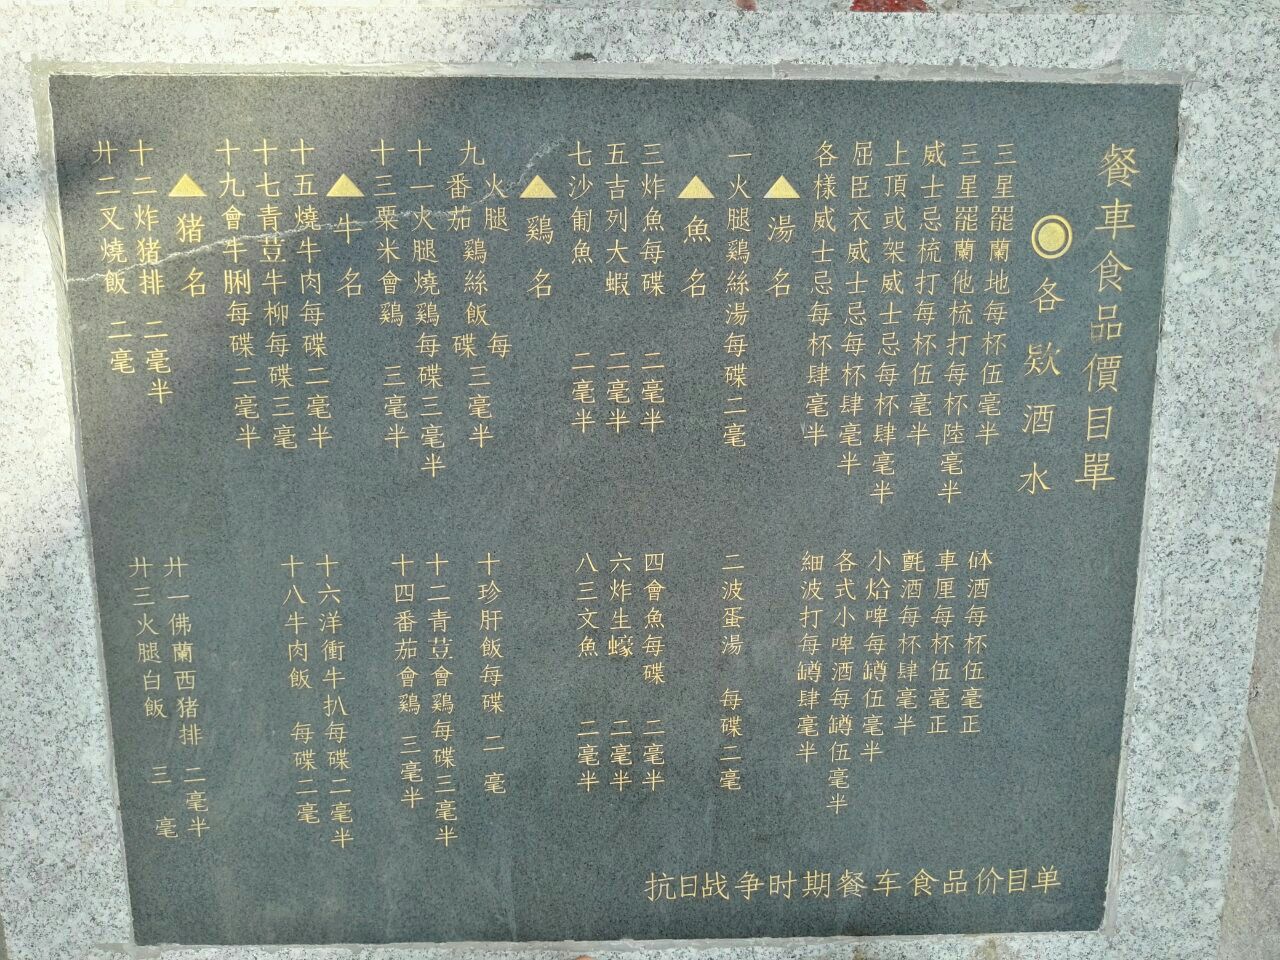 餐車食品價目單
各欵酒水
三星罷蘭地每杯伍毫半
三星罷蘭他梳打每杯陸毫半
威士忌梳打每杯伍毫半
上頂或架威士忌每杯肆毫半
屈臣衣威士忌每杯肆毫半
各樣威士忌每杯肆毫半
砵酒每杯伍毫正
車厘每杯伍毫正
氈酒每杯肆毫半
小烚啤每罇伍毫半
各式小啤酒每罇伍毫半
細波打每罇肆毫半
▲湯名
一火腿鷄絲湯每碟二毫
二波蛋湯 每碟二毫
▲魚名
三炸魚每碟 二毫半
五吉列大蝦 二毫半
七沙葡魚 二毫半
四會魚每碟 二毫半
六炸生蠔 二毫半
八三文魚 二毫半
▲鷄名
九火腿番茄鷄絲飯每碟三毫半
十一火腿燒鷄每碟三毫半
十三粟米會鷄 三毫半
十珍肝飯每碟 二毫
十二青荳會鷄每碟三毫半
十四番茄會鷄 三毫半
▲牛名
十五燒牛肉每碟二毫半
十七青荳牛柳每碟三毫
十九會牛脷每碟二毫半
十六洋衝牛扒每碟二毫半
十八牛肉飯 每碟二毫
▲猪名
十二炸猪排 二毫半
廾二叉燒飯 二毫
廾一佛蘭西猪排 二毫半
廾三火腿白飯 三毫
抗日战争时期餐车食品价目单